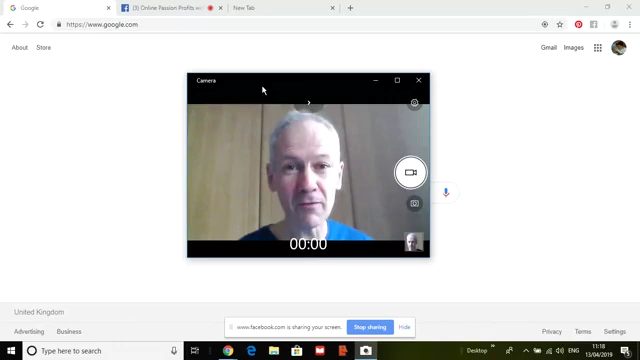 Google
(3) Online Passion Profits wi
New Tab
https://www.google.com
About
Store
Gmail
Images
Camera
00:00
United Kingdom
www.facebook.com is sharing your screen.
Stop sharing
Hide
Advertising
Business
Privacy
Terms
Settings
Type here to search
Desktop
ENG
11:18
13/04/2019